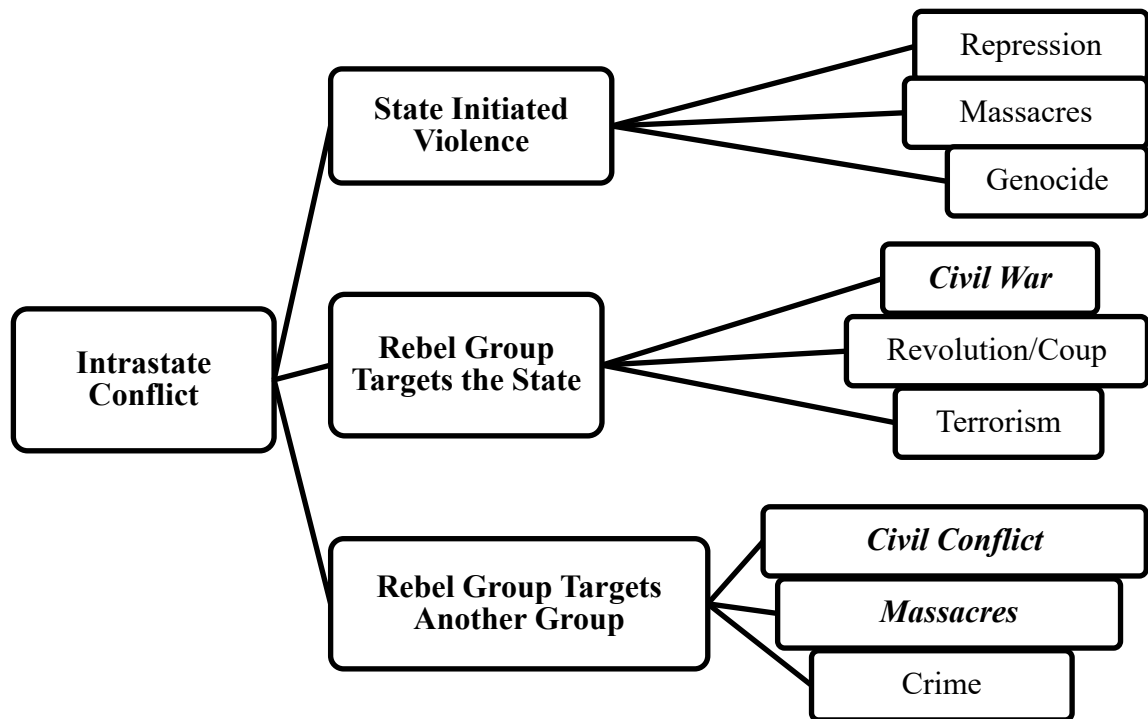 Intrastate
Conflict
State Initiated
Violence
Repression
Massacres
Genocide
Rebel Group
Targets the State
Civil War
Revolution/Coup
Terrorism
Rebel Group Targets
Another Group
Civil Conflict
Massacres
Crime